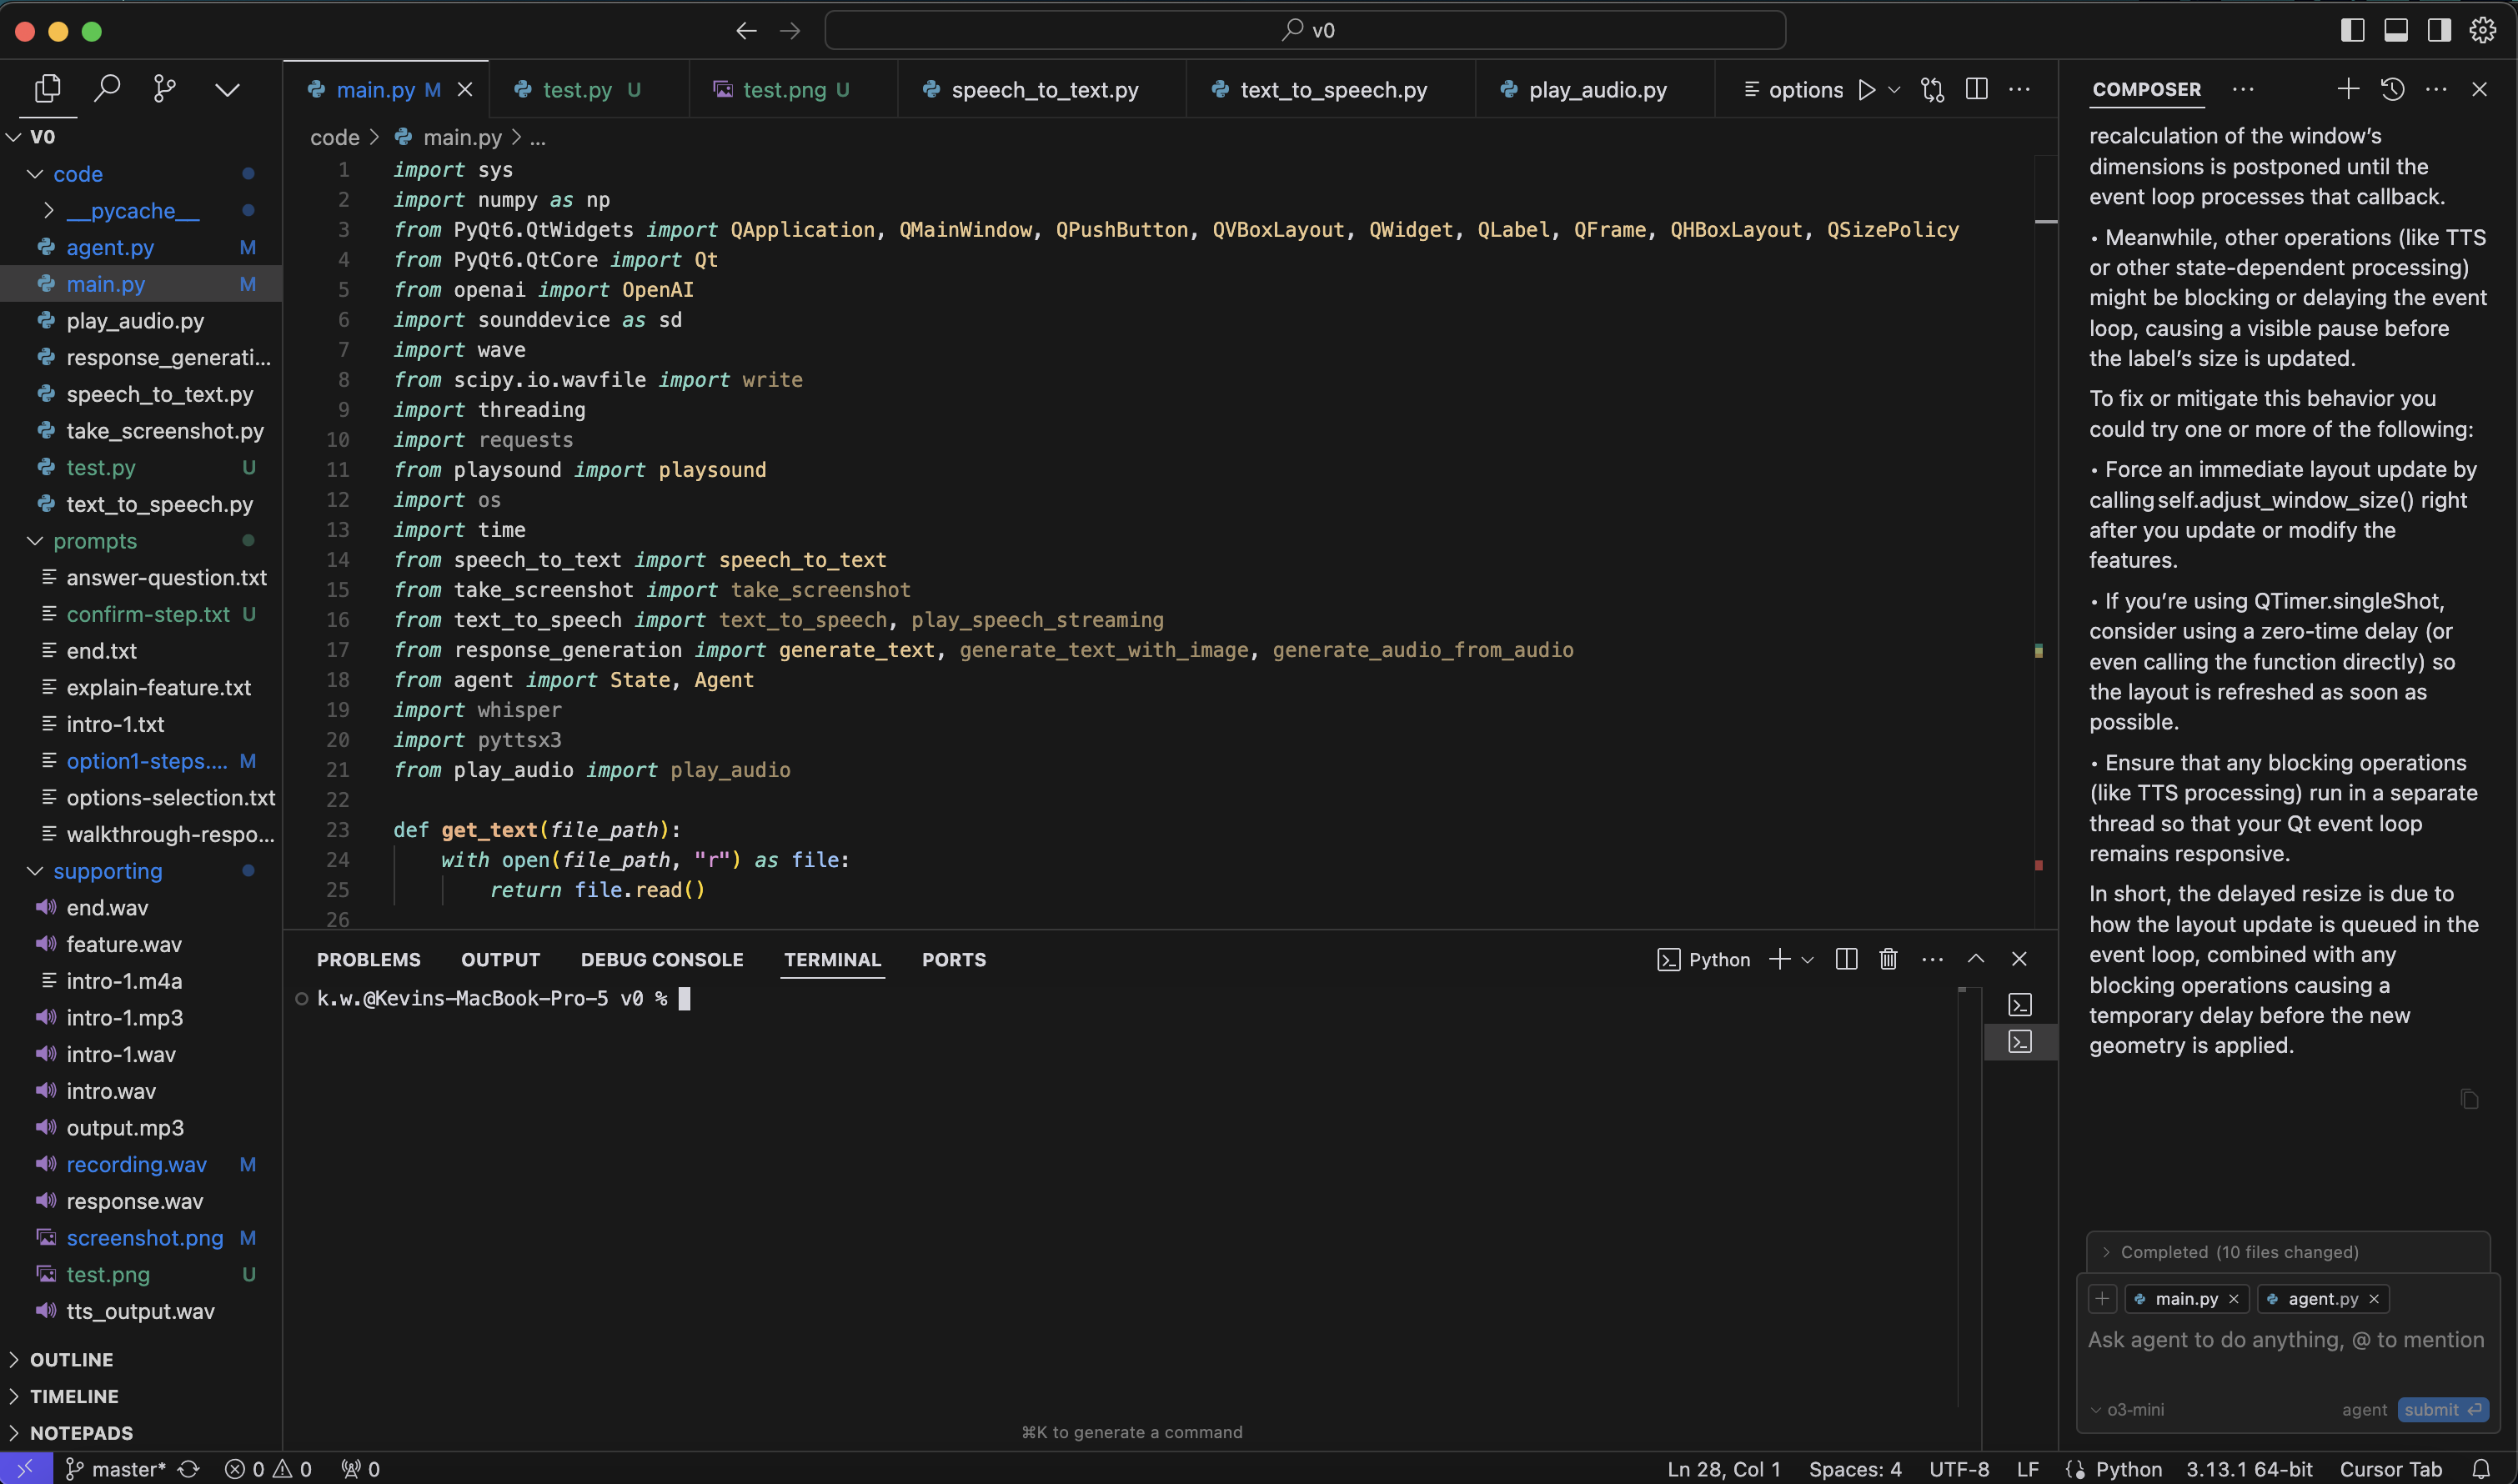 v0
V0
code
__pycache__
agent.py M
main.py M
play_audio.py
response_generati...
speech_to_text.py
take_screenshot.py
test.py U
text_to_speech.py
prompts
answer-question.txt
confirm-step.txt U
end.txt
explain-feature.txt
intro-1.txt
option1-steps.... M
options-selection.txt
walkthrough-respo...
supporting
end.wav
feature.wav
intro-1.m4a
intro-1.mp3
intro-1.wav
intro.wav
output.mp3
recording.wav M
response.wav
screenshot.png M
test.png U
tts_output.wav
OUTLINE
TIMELINE
NOTEPADS
main.py M
test.py U
test.png U
speech_to_text.py
text_to_speech.py
play_audio.py
options
code > main.py > ...
1 import sys
2 import numpy as np
3 from PyQt6.QtWidgets import QApplication, QMainWindow, QPushButton, QVBoxLayout, QWidget, QLabel, QFrame, QHBoxLayout, QSizePolicy
4 from PyQt6.QtCore import Qt
5 from openai import OpenAI
6 import sounddevice as sd
7 import wave
8 from scipy.io.wavfile import write
9 import threading
10 import requests
11 from playsound import playsound
12 import os
13 import time
14 from speech_to_text import speech_to_text
15 from take_screenshot import take_screenshot
16 from text_to_speech import text_to_speech, play_speech_streaming
17 from response_generation import generate_text, generate_text_with_image, generate_audio_from_audio
18 from agent import State, Agent
19 import whisper
20 import pyttsx3
21 from play_audio import play_audio
22
23 def get_text(file_path):
24 with open(file_path, "r") as file:
25 return file.read()
26
PROBLEMS OUTPUT DEBUG CONSOLE TERMINAL PORTS
Python
k.w.@Kevins-MacBook-Pro-5 v0 %
⌘K to generate a command
COMPOSER
recalculation of the window's
dimensions is postponed until the
event loop processes that callback.
• Meanwhile, other operations (like TTS
or other state-dependent processing)
might be blocking or delaying the event
loop, causing a visible pause before
the label's size is updated.
To fix or mitigate this behavior you
could try one or more of the following:
• Force an immediate layout update by
calling self.adjust_window_size() right
after you update or modify the
features.
• If you're using QTimer.singleShot,
consider using a zero-time delay (or
even calling the function directly) so
the layout is refreshed as soon as
possible.
• Ensure that any blocking operations
(like TTS processing) run in a separate
thread so that your Qt event loop
remains responsive.
In short, the delayed resize is due to
how the layout update is queued in the
event loop, combined with any
blocking operations causing a
temporary delay before the new
geometry is applied.
Completed (10 files changed)
main.py agent.py
Ask agent to do anything, @ to mention
o3-mini agent submit
master* 0 0 0
Ln 28, Col 1 Spaces: 4 UTF-8 LF Python 3.13.1 64-bit Cursor Tab